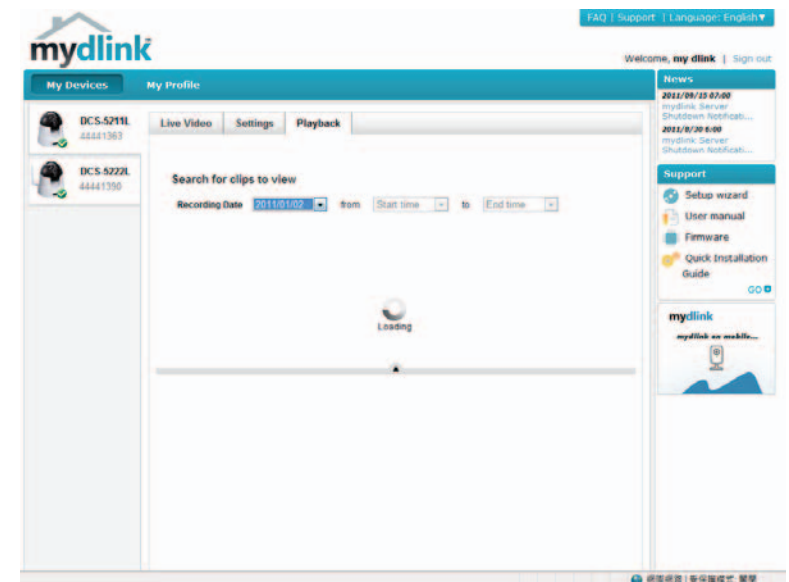 FAQ | Support | Language: English▼
mydlink
Welcome, my dlink | Sign out
My Devices My Profile
DCS-5211L
44441363
DCS-5222L
44441390
Live Video Settings Playback
Search for clips to view
Recording Date 2011/01/02 from Start time to End time
Loading
News
2011/09/15 07:00
mydlink Server
Shutdown Notificati...
2011/8/30 6:00
mydlink Server
Shutdown Notificati...
Support
Setup wizard
User manual
Firmware
Quick Installation
Guide
GO
mydlink
mydlink on mobile...